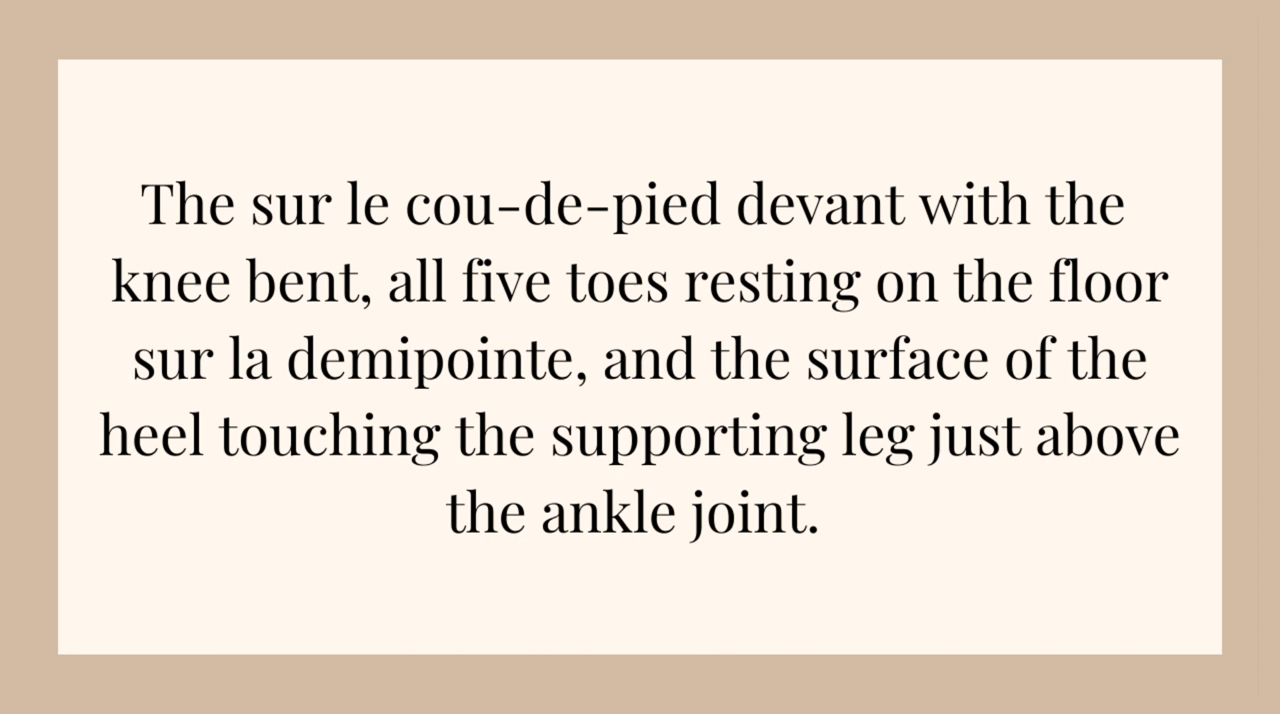 The sur le cou-de-pied devant with the
knee bent, all five toes resting on the floor
sur la demipointe, and the surface of the
heel touching the supporting leg just above
the ankle joint.